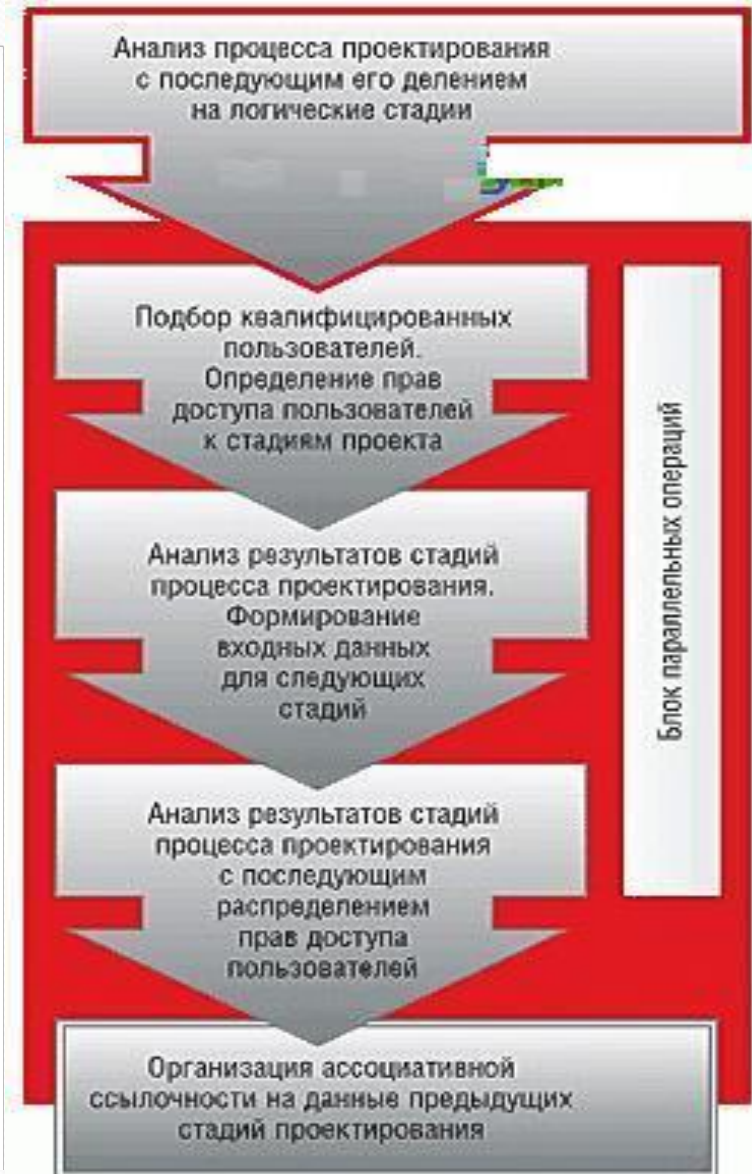 Анализ процесса проектирования
с последующим его делением
на логические стадии
Подбор квалифицированных
пользователей.
Определение прав
доступа пользователей
к стадиям проекта
Анализ результатов стадий
процесса проектирования.
Формирование
входных данных
для следующих
стадий
Анализ результатов стадий
процесса проектирования
с последующим
распределением
прав доступа
пользователей
Блок параллельных операций
Организация ассоциативной
ссылочности на данные предыдущих
стадий проектирования